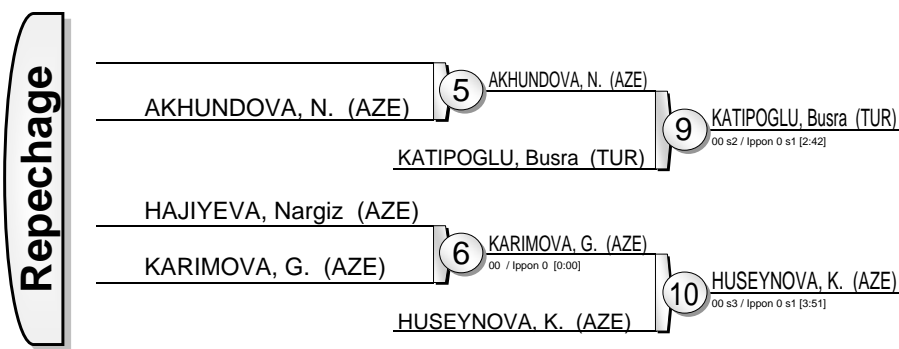 Repechage
AKHUNDOVA, N. (AZE)
5
AKHUNDOVA, N. (AZE)
KATIPOGLU, Busra (TUR)
9
KATIPOGLU, Busra (TUR)
00 s2 / Ippon 0 s1 [2:42]
HAJIYEVA, Nargiz (AZE)
KARIMOVA, G. (AZE)
6
KARIMOVA, G. (AZE)
00 / Ippon 0 [0:00]
HUSEYNOVA, K. (AZE)
10
HUSEYNOVA, K. (AZE)
00 s3 / Ippon 0 s1 [3:51]